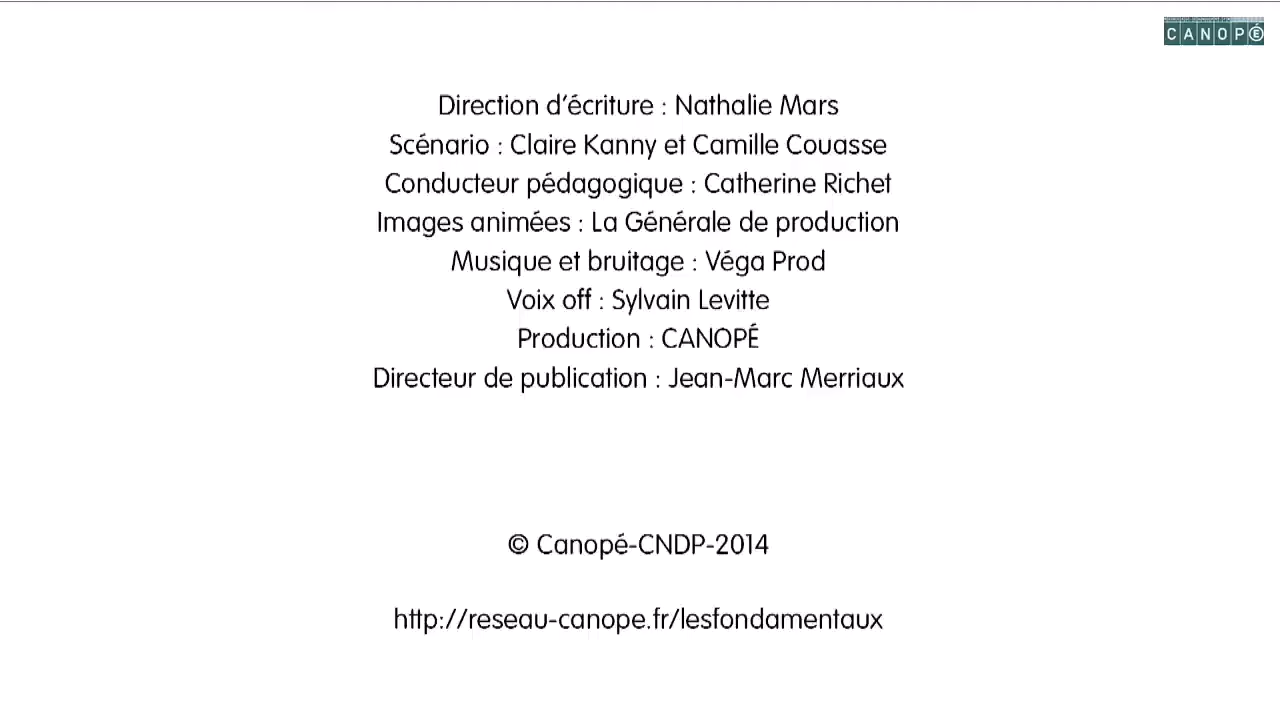 CANOPÉ
Direction d'écriture : Nathalie Mars
Scénario : Claire Kanny et Camille Couasse
Conducteur pédagogique : Catherine Richet
Images animées : La Générale de production
Musique et bruitage : Véga Prod
Voix off : Sylvain Levitte
Production : CANOPÉ
Directeur de publication : Jean-Marc Merriaux
© Canopé-CNDP-2014
http://reseau-canope.fr/lesfondamentaux